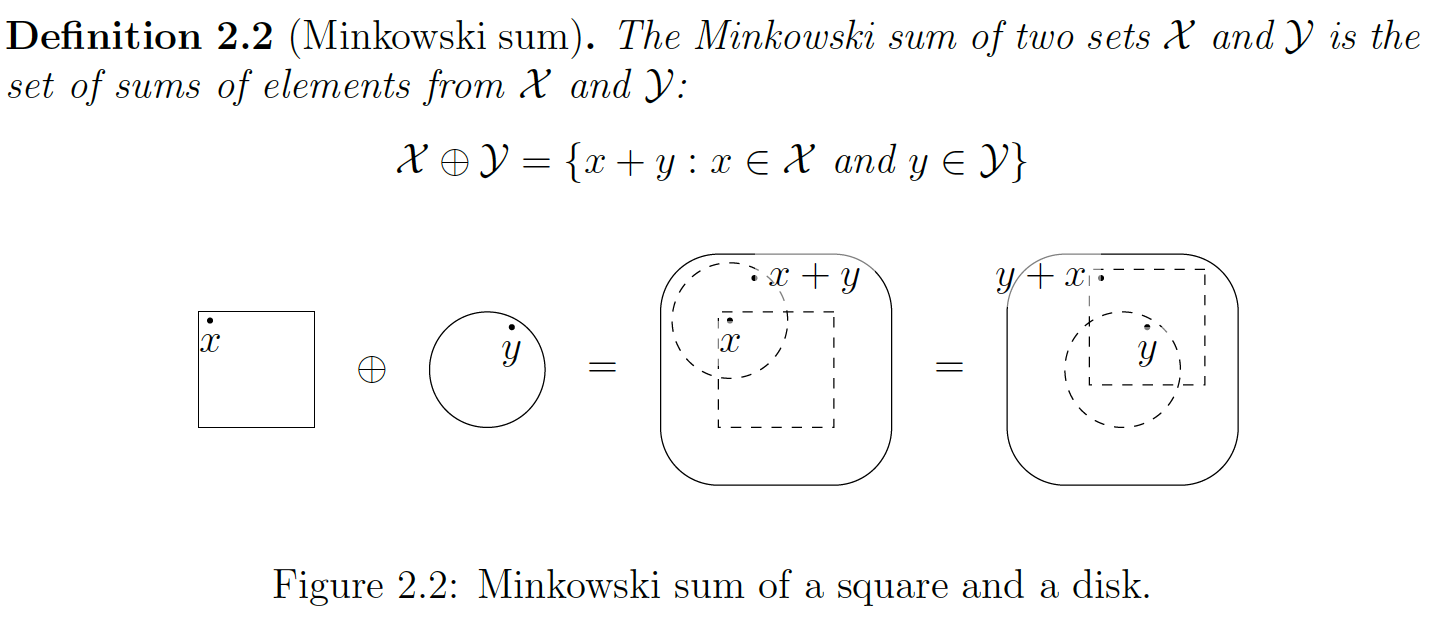 Definition 2.2 (Minkowski sum). The Minkowski sum of two sets 𝒳 and 𝒴 is the
set of sums of elements from 𝒳 and 𝒴:
𝒳 ⊕ 𝒴 = {x + y : x ∈ 𝒳 and y ∈ 𝒴}
x ⊕ y = x + y x = y + x y
Figure 2.2: Minkowski sum of a square and a disk.